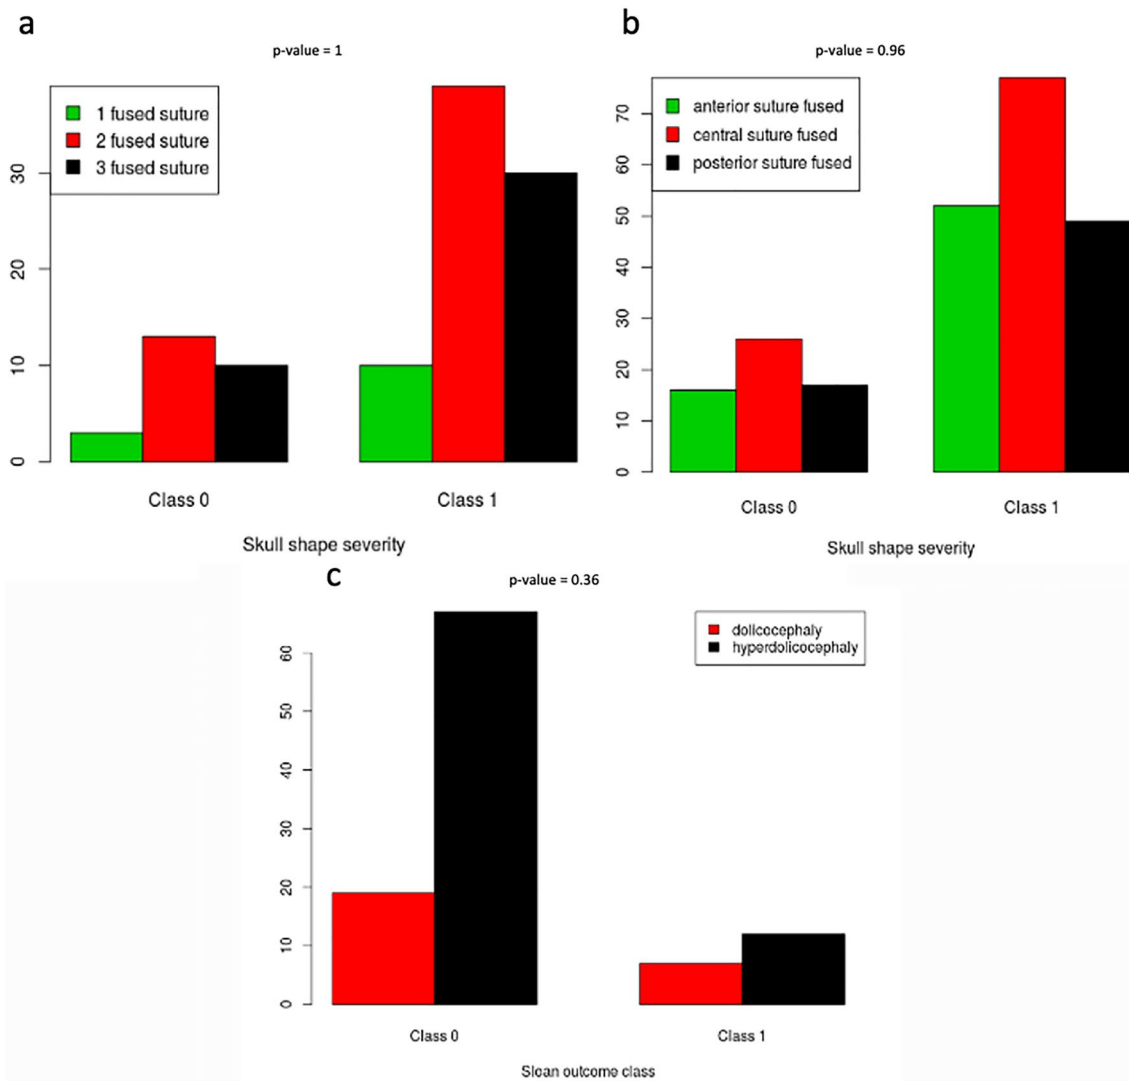 a
p-value = 1
1 fused suture
2 fused suture
3 fused suture
30
20
10
0
Class 0
Class 1
Skull shape severity
b
p-value = 0.96
anterior suture fused
central suture fused
posterior suture fused
70
60
50
40
30
20
10
0
Class 0
Class 1
Skull shape severity
c
p-value = 0.36
dolicocephaly
hyperdolicocephaly
60
50
40
30
20
10
0
Class 0
Class 1
Sloan outcome class